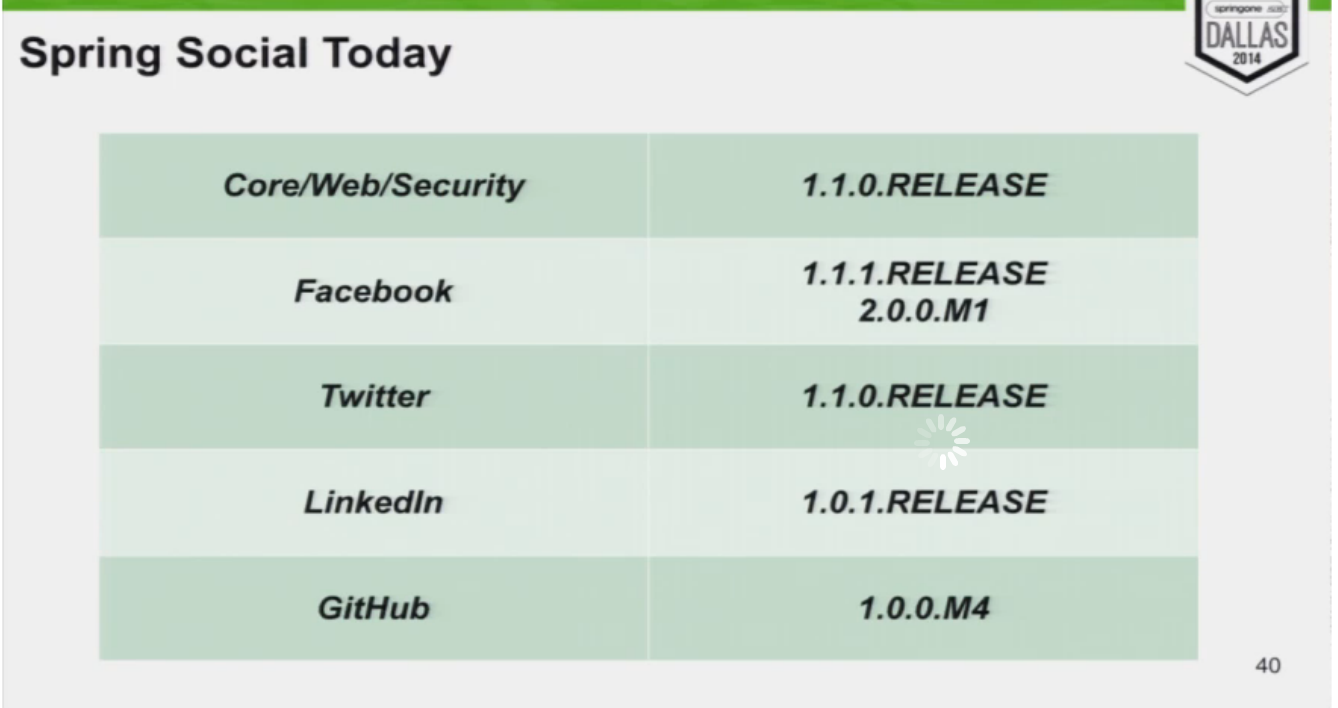 springone
DALLAS
2014
Spring Social Today
Core/Web/Security 1.1.0.RELEASE
Facebook 1.1.1.RELEASE
2.0.0.M1
Twitter 1.1.0.RELEASE
LinkedIn 1.0.1.RELEASE
GitHub 1.0.0.M4
40